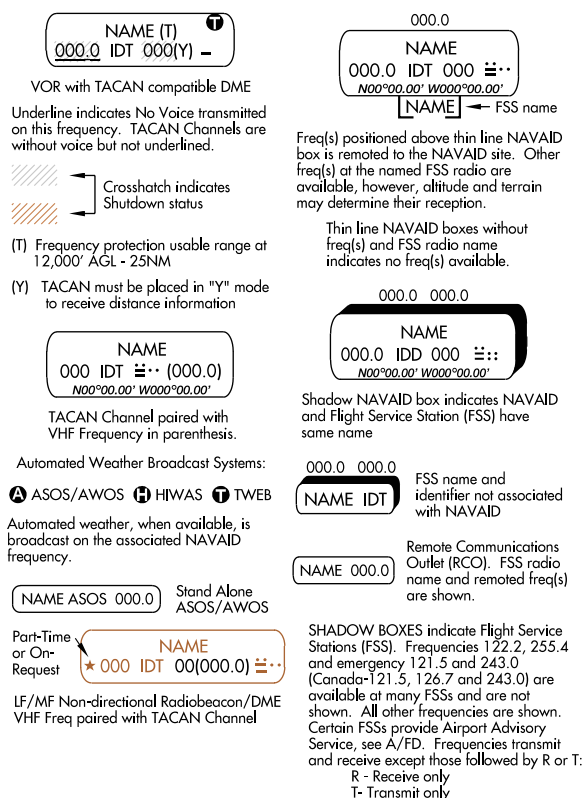 NAME (T)
T
000.0 IDT 000(Y)
VOR with TACAN compatible DME
Underline indicates No Voice transmitted
on this frequency. TACAN Channels are
without voice but not underlined.
Crosshatch indicates
Shutdown status
(T) Frequency protection usable range at
12,000' AGL - 25NM
(Y) TACAN must be placed in "Y" mode
to receive distance information
NAME
000 IDT (000.0)
N00°00.00' W000°00.00'
TACAN Channel paired with
VHF Frequency in parenthesis.
Automated Weather Broadcast Systems:
A ASOS/AWOS H HIWAS T TWEB
Automated weather, when available, is
broadcast on the associated NAVAID
frequency.
NAME ASOS 000.0
Stand Alone
ASOS/AWOS
Part-Time
or On-
Request
NAME
★ 000 IDT 00(000.0)
LF/MF Non-directional Radiobeacon/DME
VHF Freq paired with TACAN Channel
000.0
NAME
000.0 IDT 000
N00°00.00' W000°00.00'
NAME
FSS name
Freq(s) positioned above thin line NAVAID
box is remoted to the NAVAID site. Other
freq(s) at the named FSS radio are
available, however, altitude and terrain
may determine their reception.
Thin line NAVAID boxes without
freq(s) and FSS radio name
indicates no freq(s) available.
000.0 000.0
NAME
000.0 IDD 000
N00°00.00' W000°00.00'
Shadow NAVAID box indicates NAVAID
and Flight Service Station (FSS) have
same name
000.0 000.0
NAME IDT
FSS name and
identifier not associated
with NAVAID
NAME 000.0
Remote Communications
Outlet (RCO). FSS radio
name and remoted freq(s)
are shown.
SHADOW BOXES indicate Flight Service
Stations (FSS). Frequencies 122.2, 255.4
and emergency 121.5 and 243.0
(Canada-121.5, 126.7 and 243.0) are
available at many FSSs and are not
shown. All other frequencies are shown.
Certain FSSs provide Airport Advisory
Service, see A/FD. Frequencies transmit
and receive except those followed by R or T:
R - Receive only
T- Transmit only